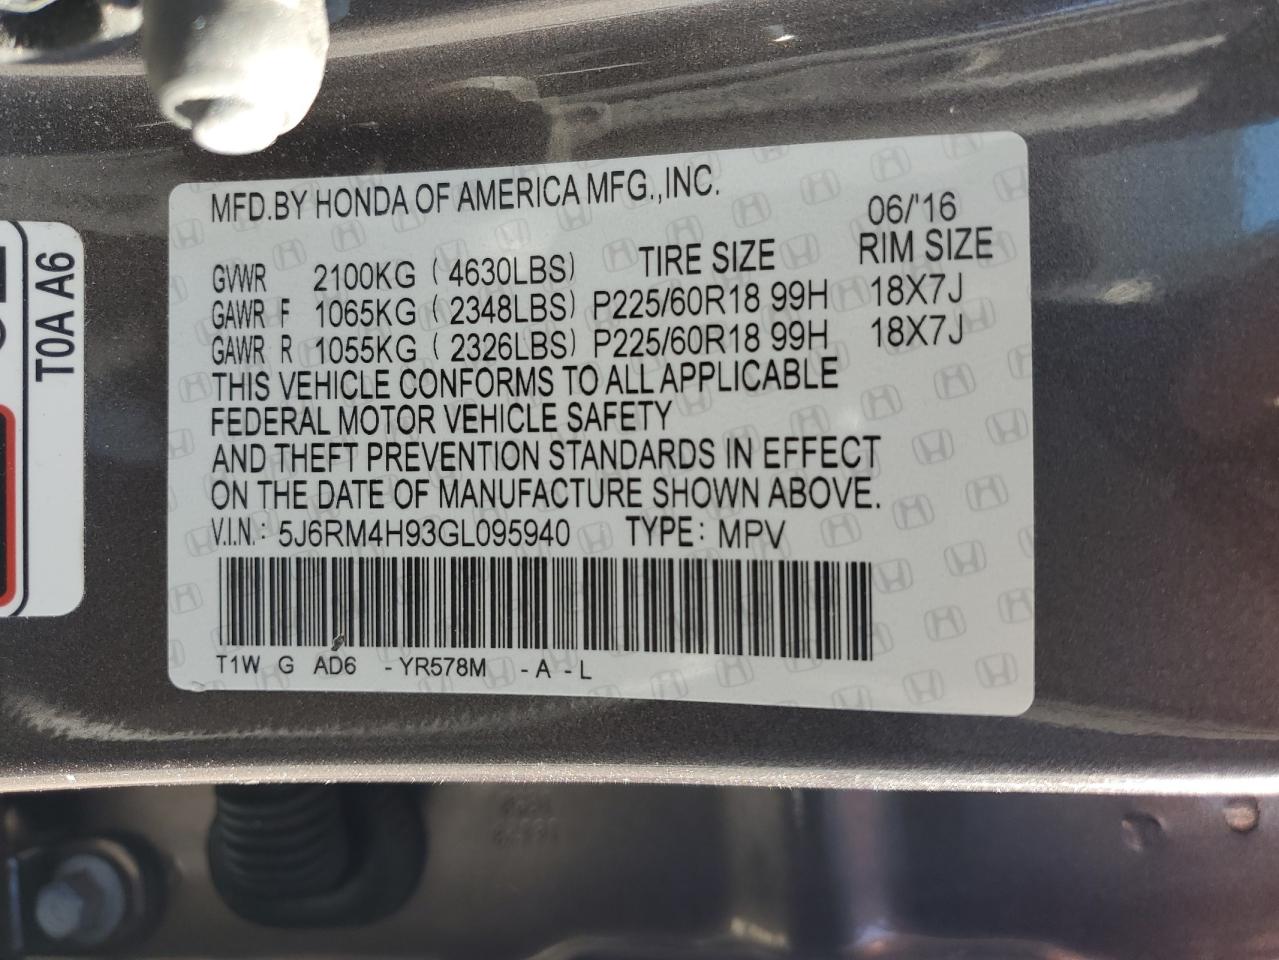 MFD.BY HONDA OF AMERICA MFG.,INC.
06/'16
TIRE SIZE RIM SIZE
GVWR 2100KG ( 4630LBS)
GAWR F 1065KG ( 2348LBS) P225/60R18 99H 18X7J
GAWR R 1055KG ( 2326LBS) P225/60R18 99H 18X7J
THIS VEHICLE CONFORMS TO ALL APPLICABLE
FEDERAL MOTOR VEHICLE SAFETY
AND THEFT PREVENTION STANDARDS IN EFFECT
ON THE DATE OF MANUFACTURE SHOWN ABOVE.
V.I.N.: 5J6RM4H93GL095940 TYPE: MPV
T1W G AD6 -YR578M -A -L
T0A A6